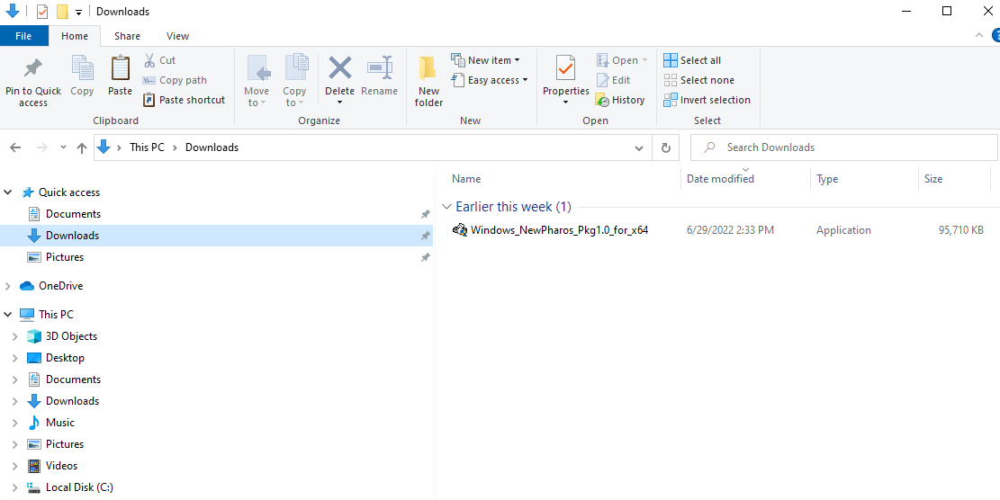 Downloads
File Home Share View
Pin to Quick access
Copy
Paste
Cut
Copy path
Paste shortcut
Clipboard
Move to
Copy to
Delete
Rename
Organize
New folder
New item
Easy access
New
Properties
Open
Edit
History
Open
Select all
Select none
Invert selection
Select
This PC Downloads
Search Downloads
Quick access
Documents
Downloads
Pictures
OneDrive
This PC
3D Objects
Desktop
Documents
Downloads
Music
Pictures
Videos
Local Disk (C:)
Name Date modified Type Size
Earlier this week (1)
Windows_NewPharos_Pkg1.0_for_x64 6/29/2022 2:33 PM Application 95,710 KB